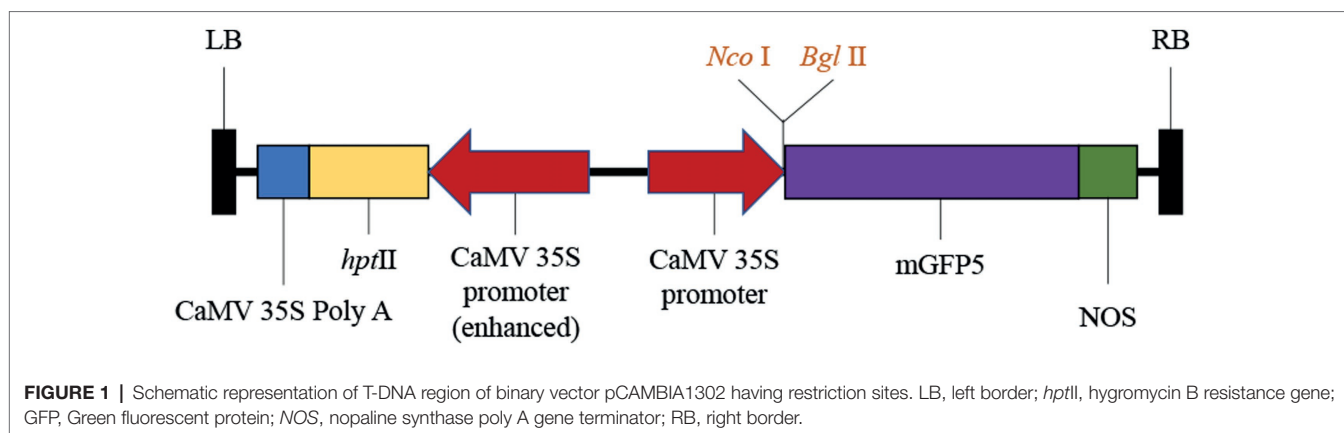 LB
Nco I Bgl II
RB
hptII
CaMV 35S Poly A
CaMV 35S
promoter
(enhanced)
CaMV 35S
promoter
mGFP5
NOS
FIGURE 1 | Schematic representation of T-DNA region of binary vector pCAMBIA1302 having restriction sites. LB, left border; hptII, hygromycin B resistance gene;
GFP, Green fluorescent protein; NOS, nopaline synthase poly A gene terminator; RB, right border.